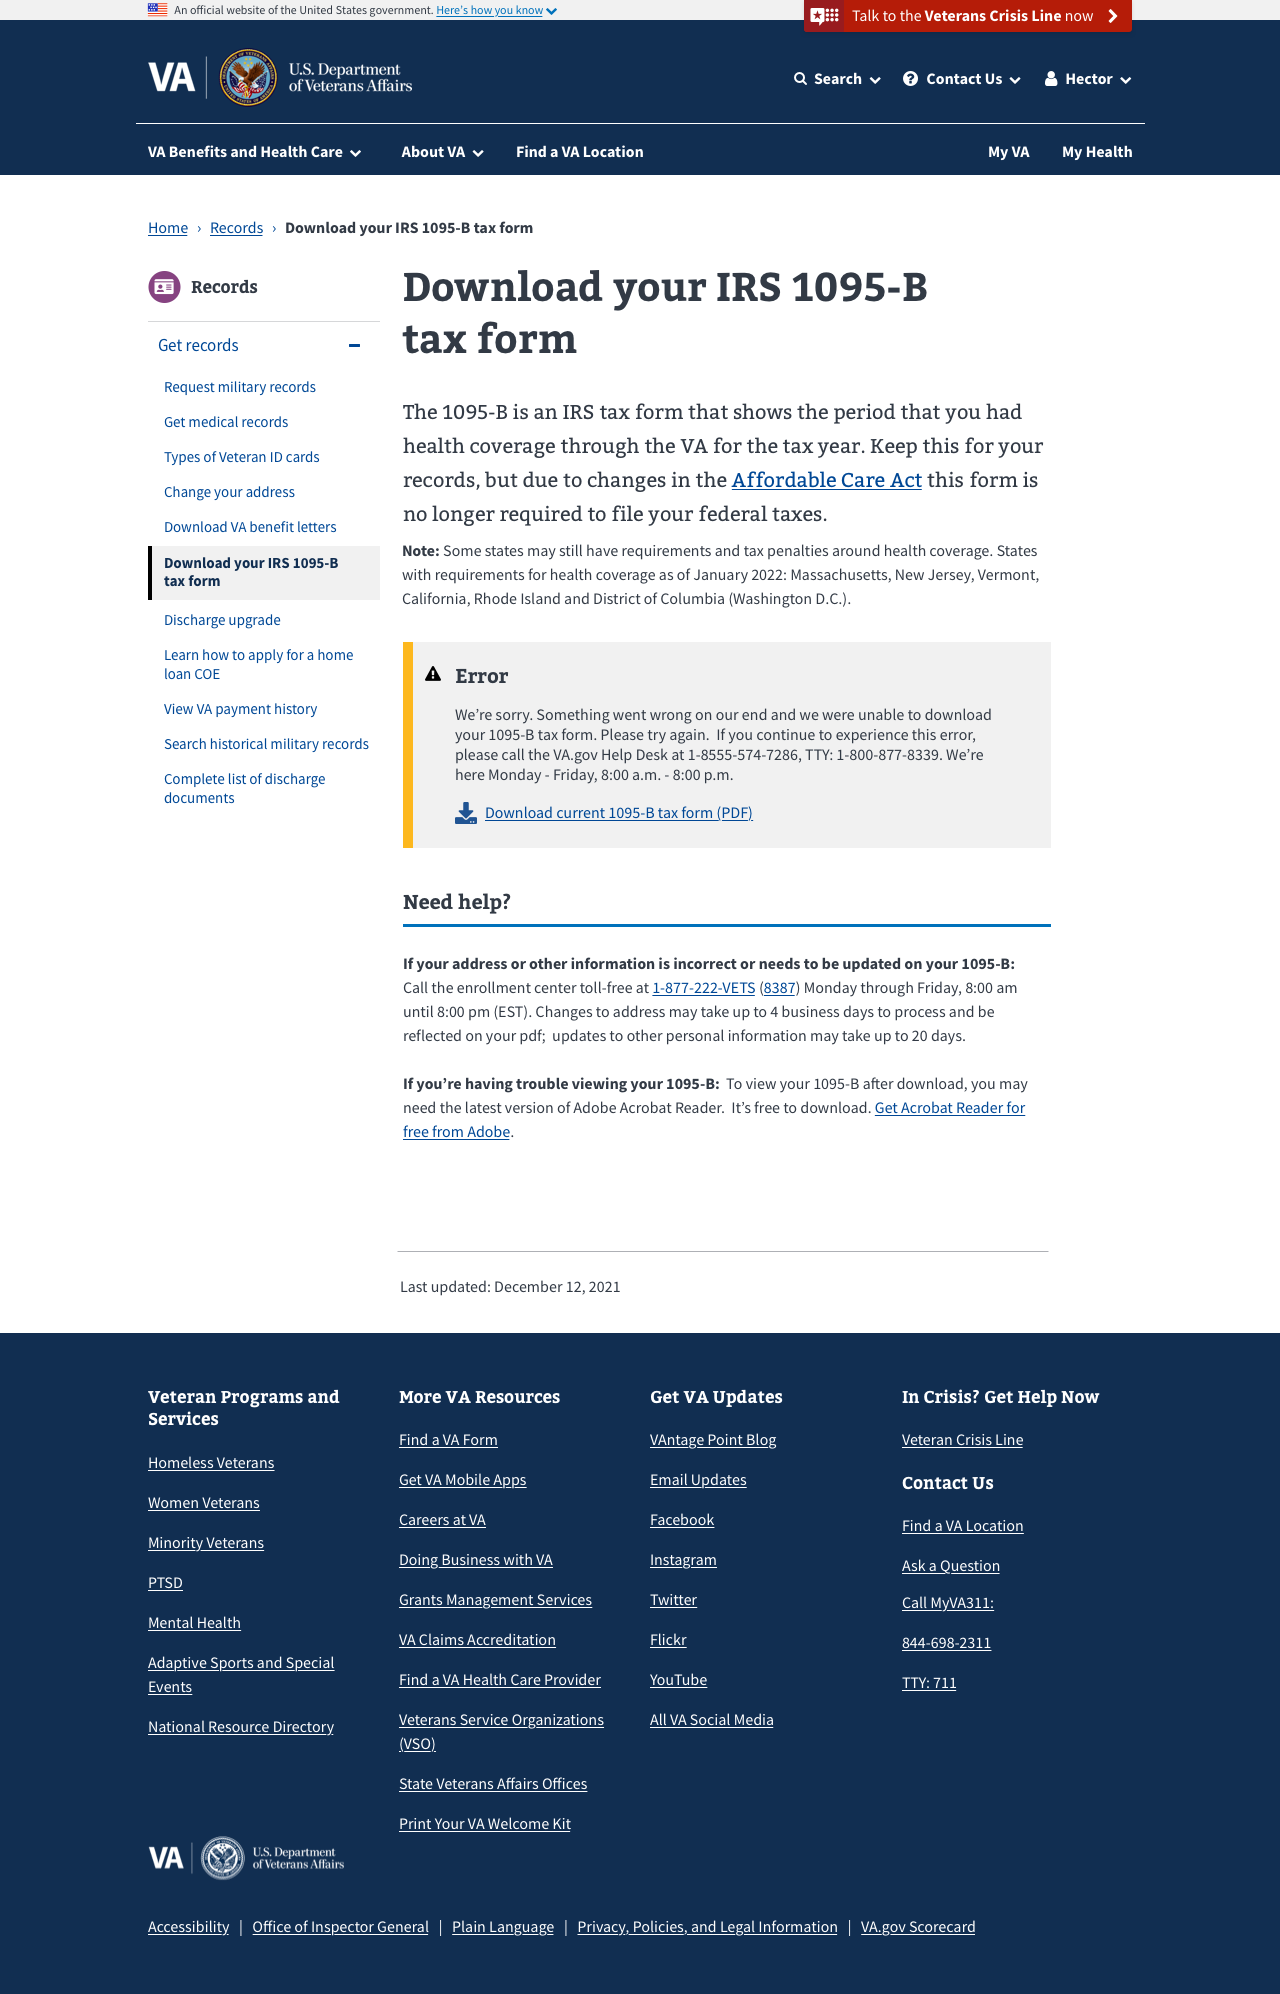 An official website of the United States government. Here's how you know
Talk to the Veterans Crisis Line now
VA
U.S. Department
of Veterans Affairs
Search
Contact Us
Hector
VA Benefits and Health Care
About VA
Find a VA Location
My VA
My Health
Home › Records › Download your IRS 1095-B tax form
Records
Get records
Request military records
Get medical records
Types of Veteran ID cards
Change your address
Download VA benefit letters
Download your IRS 1095-B
tax form
Discharge upgrade
Learn how to apply for a home
loan COE
View VA payment history
Search historical military records
Complete list of discharge
documents
Download your IRS 1095-B
tax form
The 1095-B is an IRS tax form that shows the period that you had
health coverage through the VA for the tax year. Keep this for your
records, but due to changes in the Affordable Care Act this form is
no longer required to file your federal taxes.
Note: Some states may still have requirements and tax penalties around health coverage. States
with requirements for health coverage as of January 2022: Massachusetts, New Jersey, Vermont,
California, Rhode Island and District of Columbia (Washington D.C.).
Error
We're sorry. Something went wrong on our end and we were unable to download
your 1095-B tax form. Please try again.  If you continue to experience this error,
please call the VA.gov Help Desk at 1-8555-574-7286, TTY: 1-800-877-8339. We're
here Monday - Friday, 8:00 a.m. - 8:00 p.m.
Download current 1095-B tax form (PDF)
Need help?
If your address or other information is incorrect or needs to be updated on your 1095-B:
Call the enrollment center toll-free at 1-877-222-VETS (8387) Monday through Friday, 8:00 am
until 8:00 pm (EST). Changes to address may take up to 4 business days to process and be
reflected on your pdf;  updates to other personal information may take up to 20 days.
If you're having trouble viewing your 1095-B:  To view your 1095-B after download, you may
need the latest version of Adobe Acrobat Reader.  It's free to download. Get Acrobat Reader for
free from Adobe.
Last updated: December 12, 2021
Veteran Programs and
Services
Homeless Veterans
Women Veterans
Minority Veterans
PTSD
Mental Health
Adaptive Sports and Special
Events
National Resource Directory
More VA Resources
Find a VA Form
Get VA Mobile Apps
Careers at VA
Doing Business with VA
Grants Management Services
VA Claims Accreditation
Find a VA Health Care Provider
Veterans Service Organizations
(VSO)
State Veterans Affairs Offices
Print Your VA Welcome Kit
Get VA Updates
VAntage Point Blog
Email Updates
Facebook
Instagram
Twitter
Flickr
YouTube
All VA Social Media
In Crisis? Get Help Now
Veteran Crisis Line
Contact Us
Find a VA Location
Ask a Question
Call MyVA311:
844-698-2311
TTY: 711
VA
U.S. Department
of Veterans Affairs
Accessibility | Office of Inspector General | Plain Language | Privacy, Policies, and Legal Information | VA.gov Scorecard